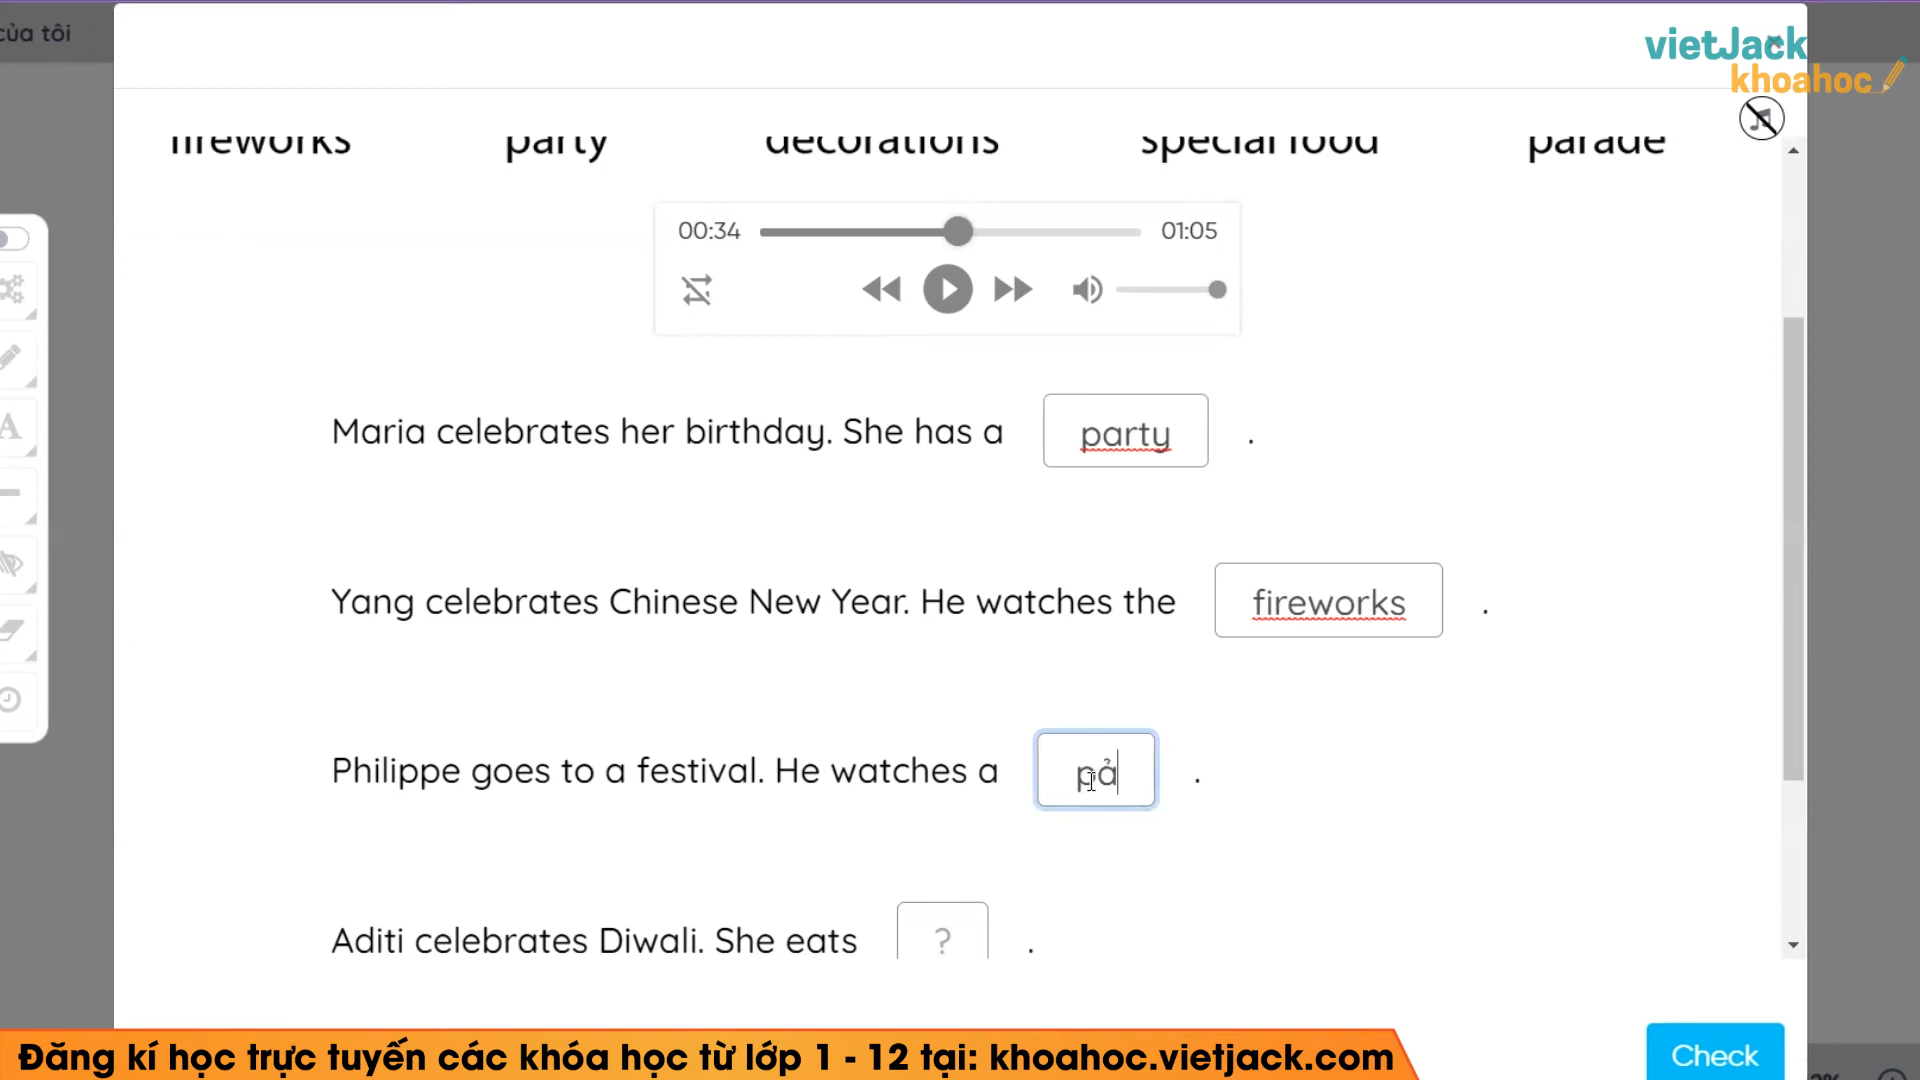 của tôi
vietJack
khoahoc
fireworks party decorations special food parade
00:34 01:05
Maria celebrates her birthday. She has a party .
Yang celebrates Chinese New Year. He watches the fireworks .
Philippe goes to a festival. He watches a pả .
Aditi celebrates Diwali. She eats ? .
Đăng kí học trực tuyến các khóa học từ lớp 1 - 12 tại: khoahoc.vietjack.com
Check